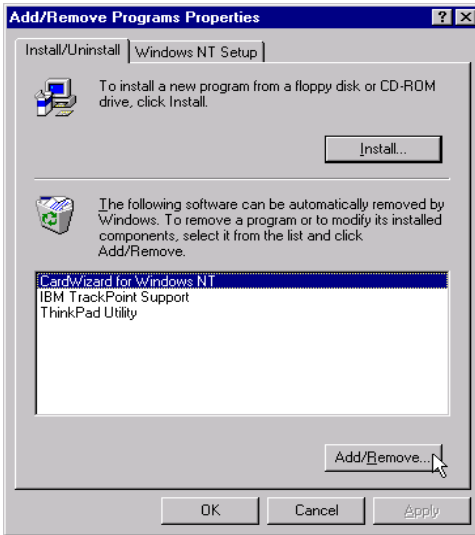 Add/Remove Programs Properties
Install/Uninstall
Windows NT Setup
To install a new program from a floppy disk or CD-ROM
drive, click Install.
Install...
The following software can be automatically removed by
Windows. To remove a program or to modify its installed
components, select it from the list and click
Add/Remove.
CardWizard for Windows NT
IBM TrackPoint Support
ThinkPad Utility
Add/Remove...
OK
Cancel
Apply